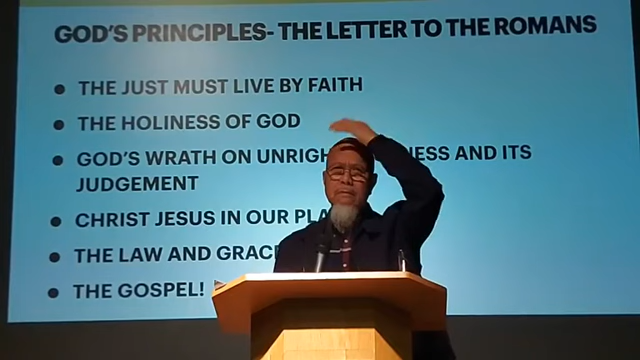 GOD'S PRINCIPLES- THE LETTER TO THE ROMANS
THE JUST MUST LIVE BY FAITH
THE HOLINESS OF GOD
GOD'S WRATH ON AND ITS
JUDGEMENT
CHRIST JESUS IN OUR
THE LAW AND GRACE
THE GOSPEL!